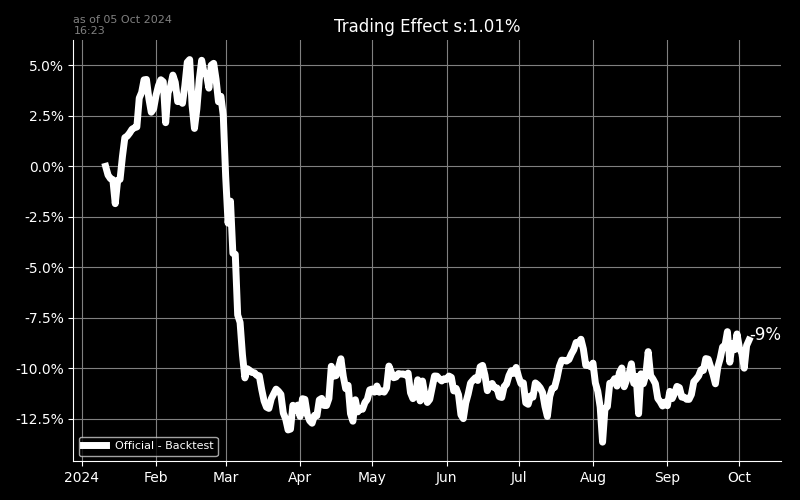 as of 05 Oct 2024
16:23
Trading Effect s:1.01%
5.0%
2.5%
0.0%
-2.5%
-5.0%
-7.5%
-10.0%
-12.5%
-9%
Official - Backtest
2024 Feb Mar Apr May Jun Jul Aug Sep Oct